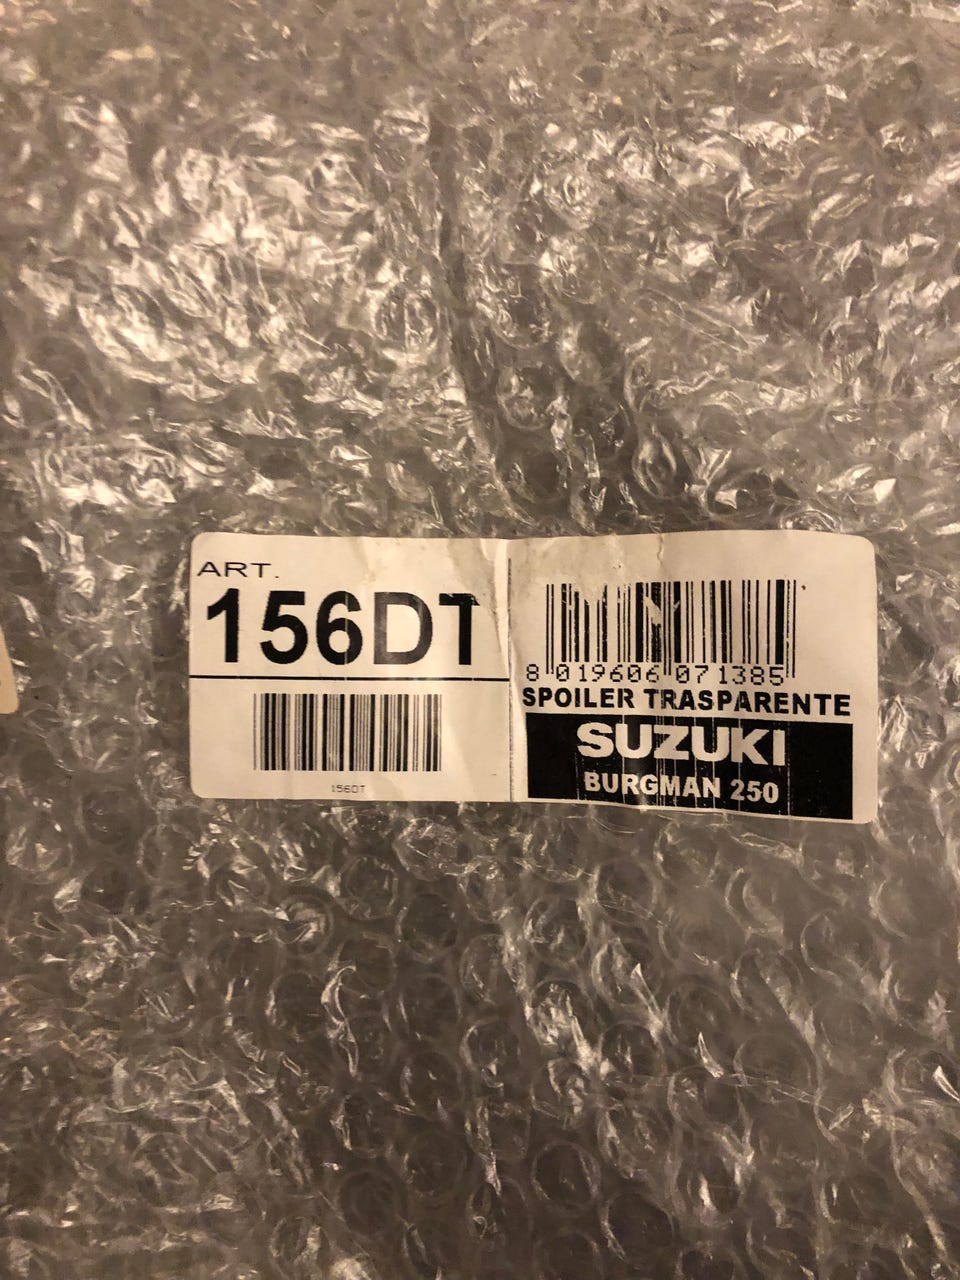 ART.
156DT
156DT
8 019606 071385
SPOILER TRASPARENTE
SUZUKI
BURGMAN 250